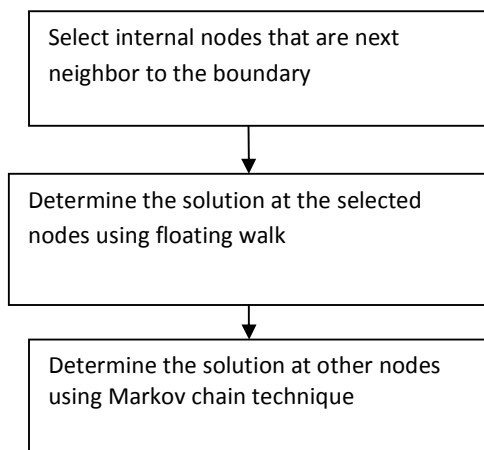 Select internal nodes that are next
neighbor to the boundary
Determine the solution at the selected
nodes using floating walk
Determine the solution at other nodes
using Markov chain technique